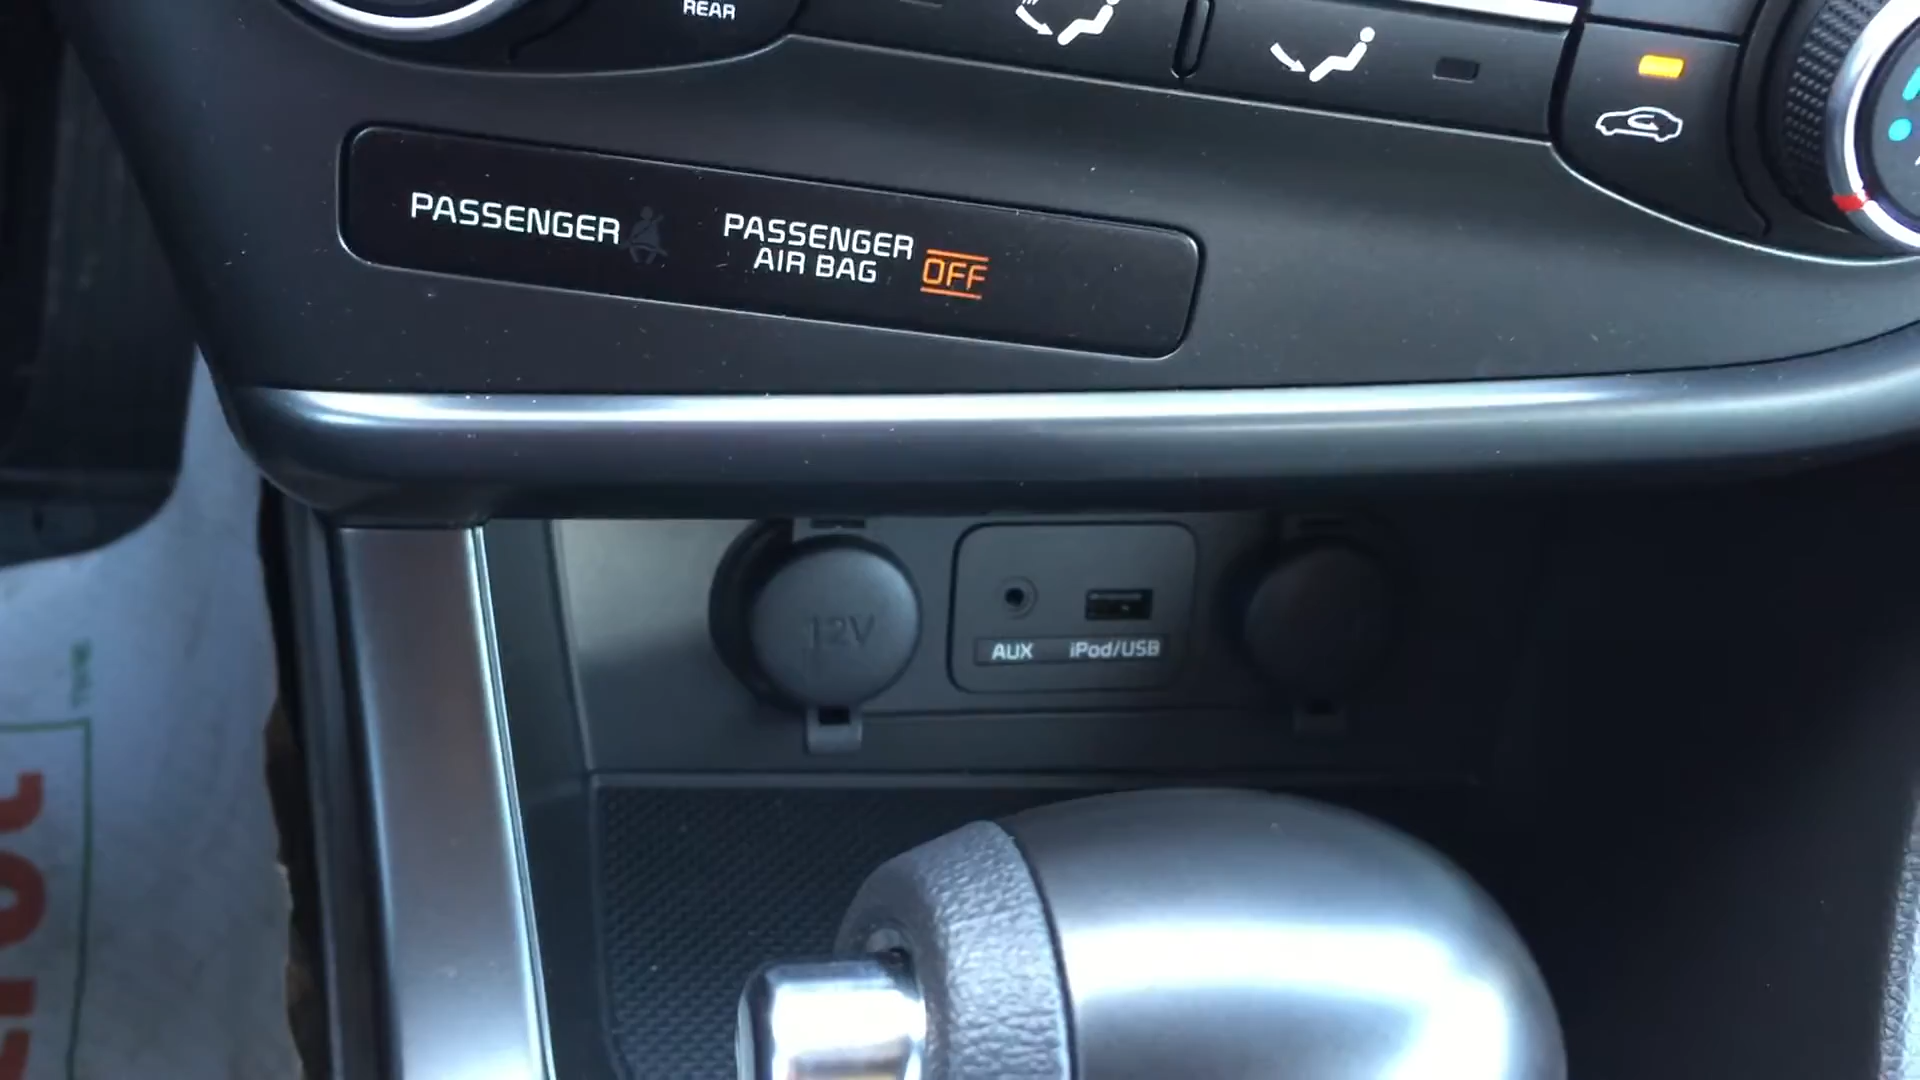 REAR
PASSENGER
PASSENGER
AIR BAG OFF
12V
AUX iPod/USB